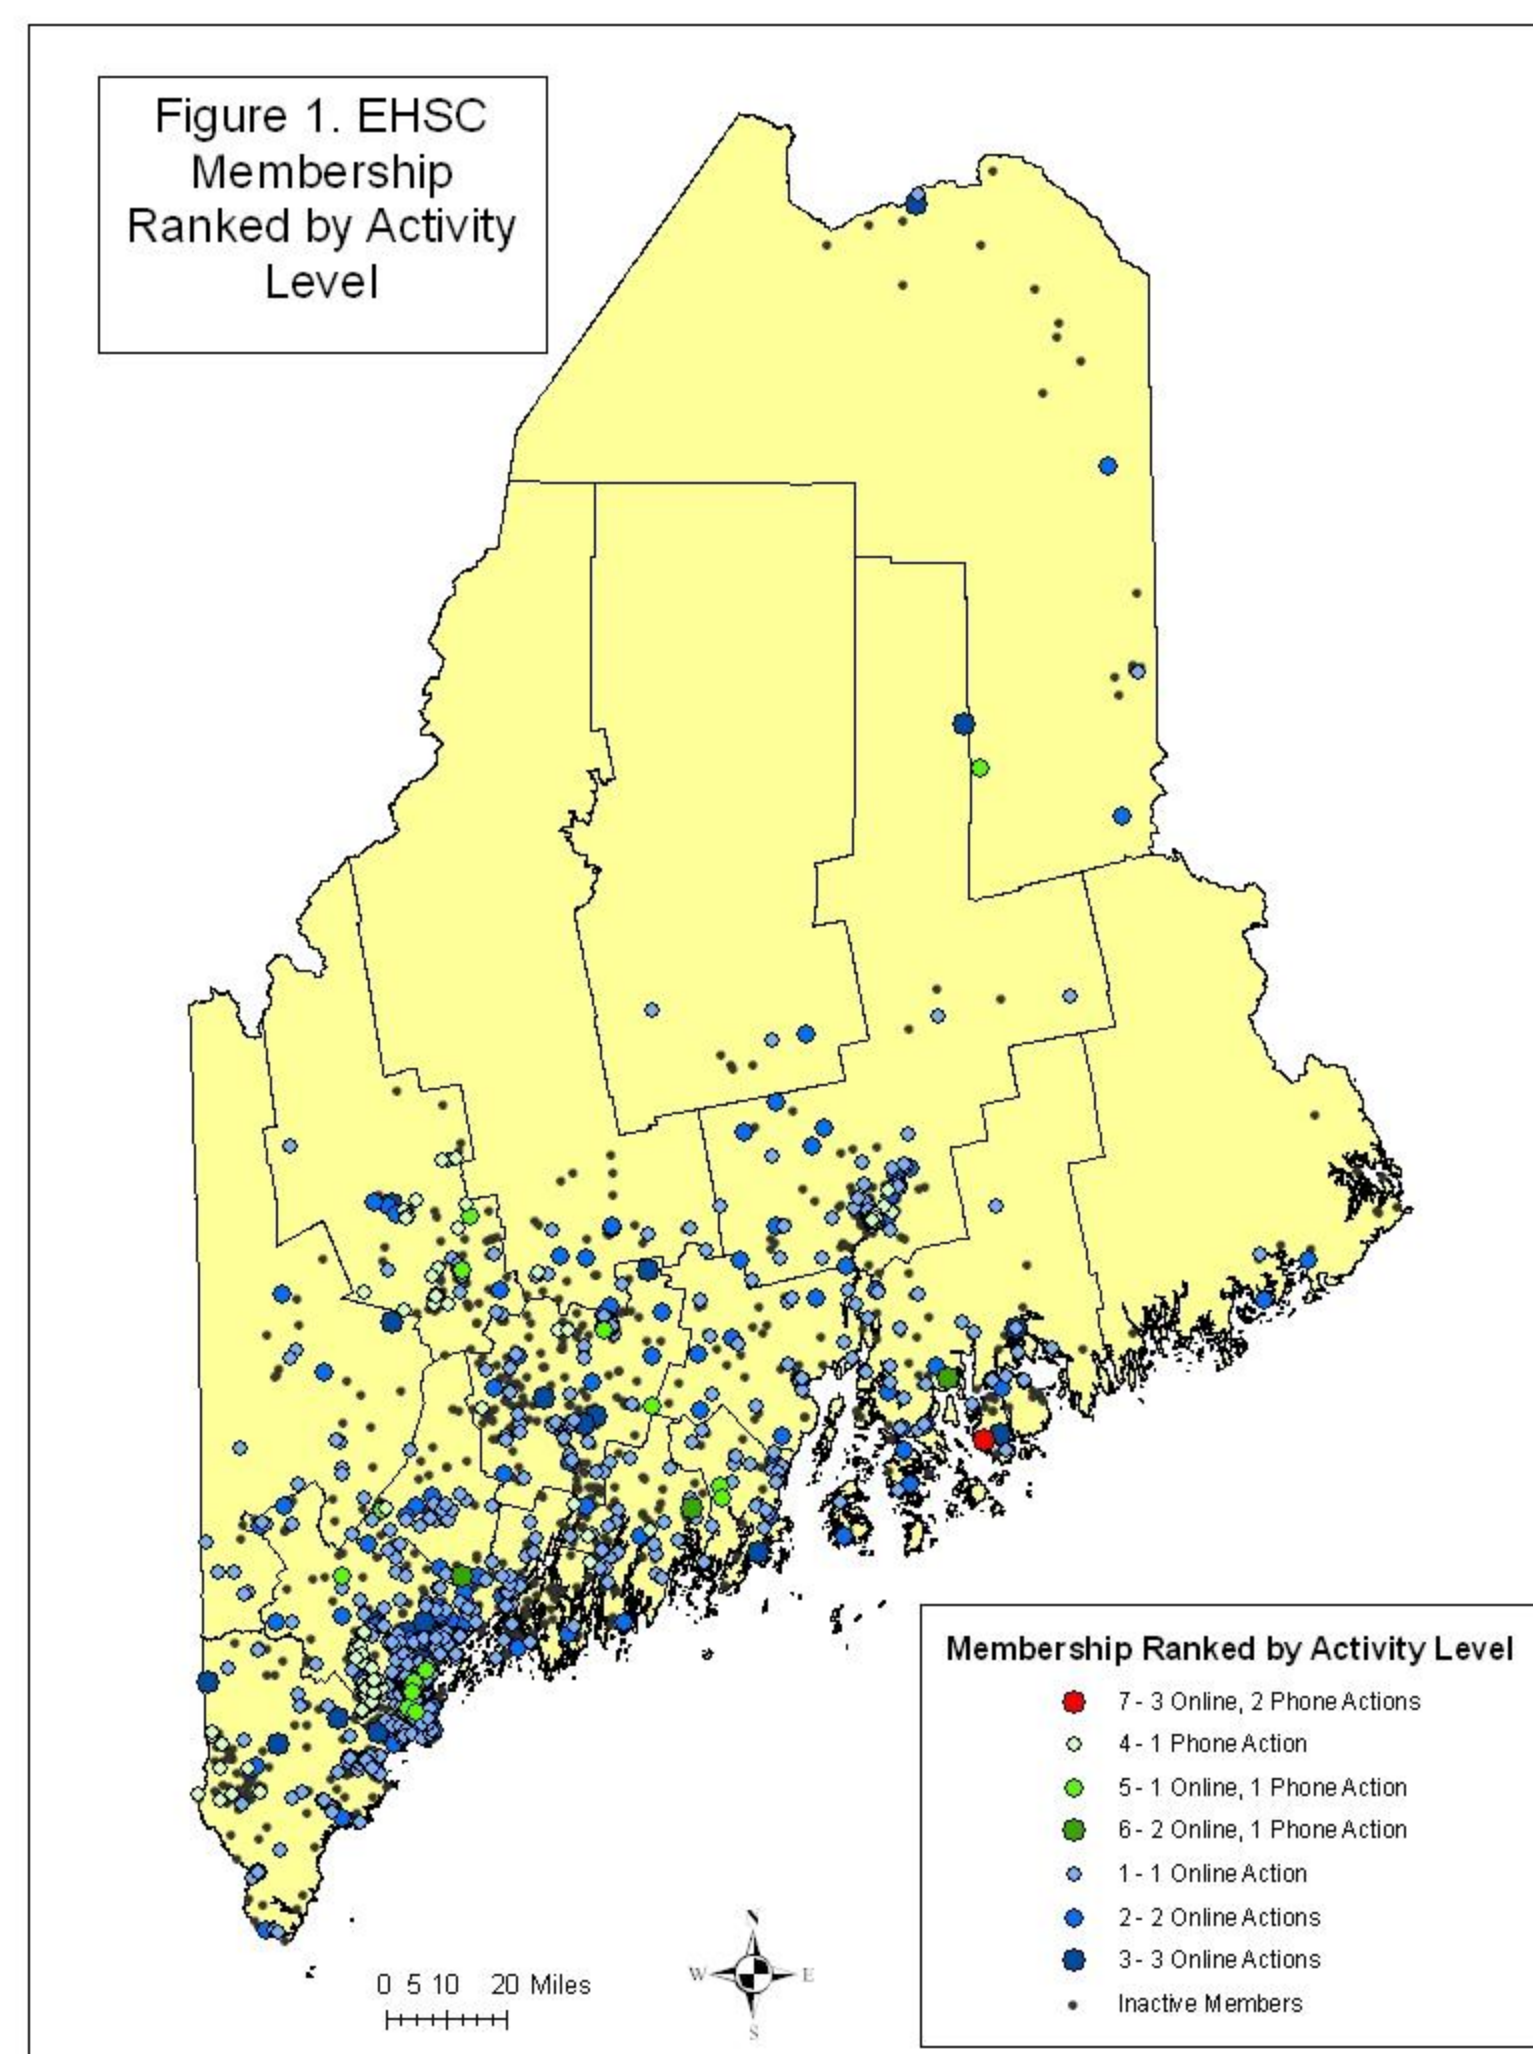 Figure 1. EHSC
Membership
Ranked by Activity
Level
Membership Ranked by Activity Level
7 - 3 Online, 2 Phone Actions
4 - 1 Phone Action
5 - 1 Online, 1 Phone Action
6 - 2 Online, 1 Phone Action
1 - 1 Online Action
2 - 2 Online Actions
3 - 3 Online Actions
Inactive Members
0 5 10 20 Miles
N
W E
S